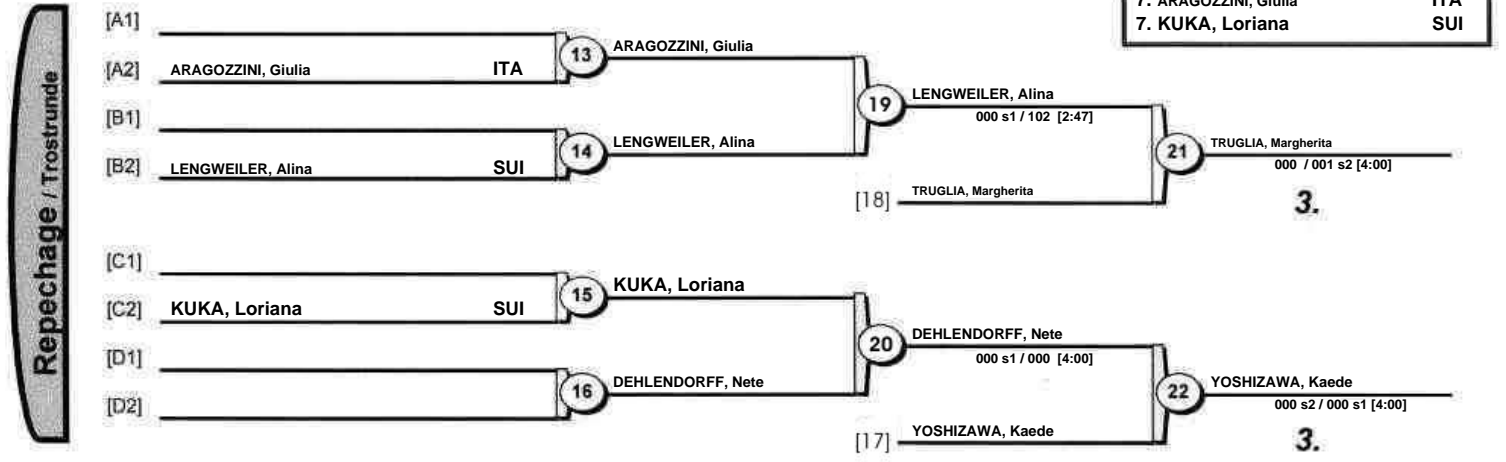 7. ARAGOZZINI, Giulia ITA
7. KUKA, Loriana SUI
Repechage / Trostrunde
[A1]
[A2] ARAGOZZINI, Giulia ITA
13 ARAGOZZINI, Giulia
[B1]
[B2] LENGWEILER, Alina SUI
14 LENGWEILER, Alina
19 LENGWEILER, Alina
000 s1 / 102 [2:47]
[18] TRUGLIA, Margherita
21 TRUGLIA, Margherita
000 / 001 s2 [4:00]
3.
[C1]
[C2] KUKA, Loriana SUI
15 KUKA, Loriana
[D1]
[D2]
16 DEHLENDORFF, Nete
20 DEHLENDORFF, Nete
000 s1 / 000 [4:00]
[17] YOSHIZAWA, Kaede
22 YOSHIZAWA, Kaede
000 s2 / 000 s1 [4:00]
3.